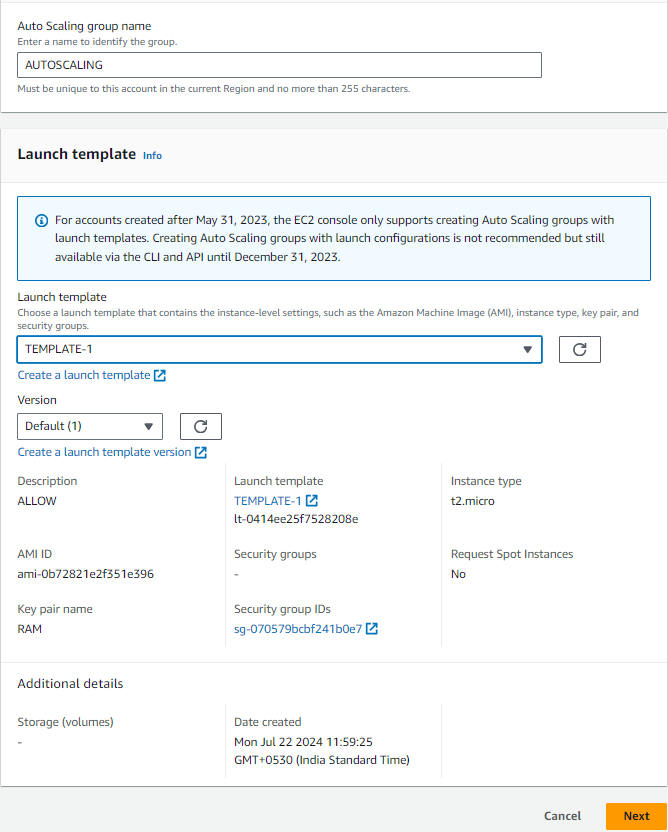 Auto Scaling group name
Enter a name to identify the group.
AUTOSCALING
Must be unique to this account in the current Region and no more than 255 characters.
Launch template Info
For accounts created after May 31, 2023, the EC2 console only supports creating Auto Scaling groups with
launch templates. Creating Auto Scaling groups with launch configurations is not recommended but still
available via the CLI and API until December 31, 2023.
Launch template
Choose a launch template that contains the instance-level settings, such as the Amazon Machine Image (AMI), instance type, key pair, and
security groups.
TEMPLATE-1
Create a launch template
Version
Default (1)
Create a launch template version
Description
ALLOW
Launch template
TEMPLATE-1
lt-0414ee25f7528208e
Instance type
t2.micro
AMI ID
ami-0b72821e2f351e396
Security groups
-
Request Spot Instances
No
Key pair name
RAM
Security group IDs
sg-070579bcbf241b0e7
Additional details
Storage (volumes)
-
Date created
Mon Jul 22 2024 11:59:25
GMT+0530 (India Standard Time)
Cancel
Next